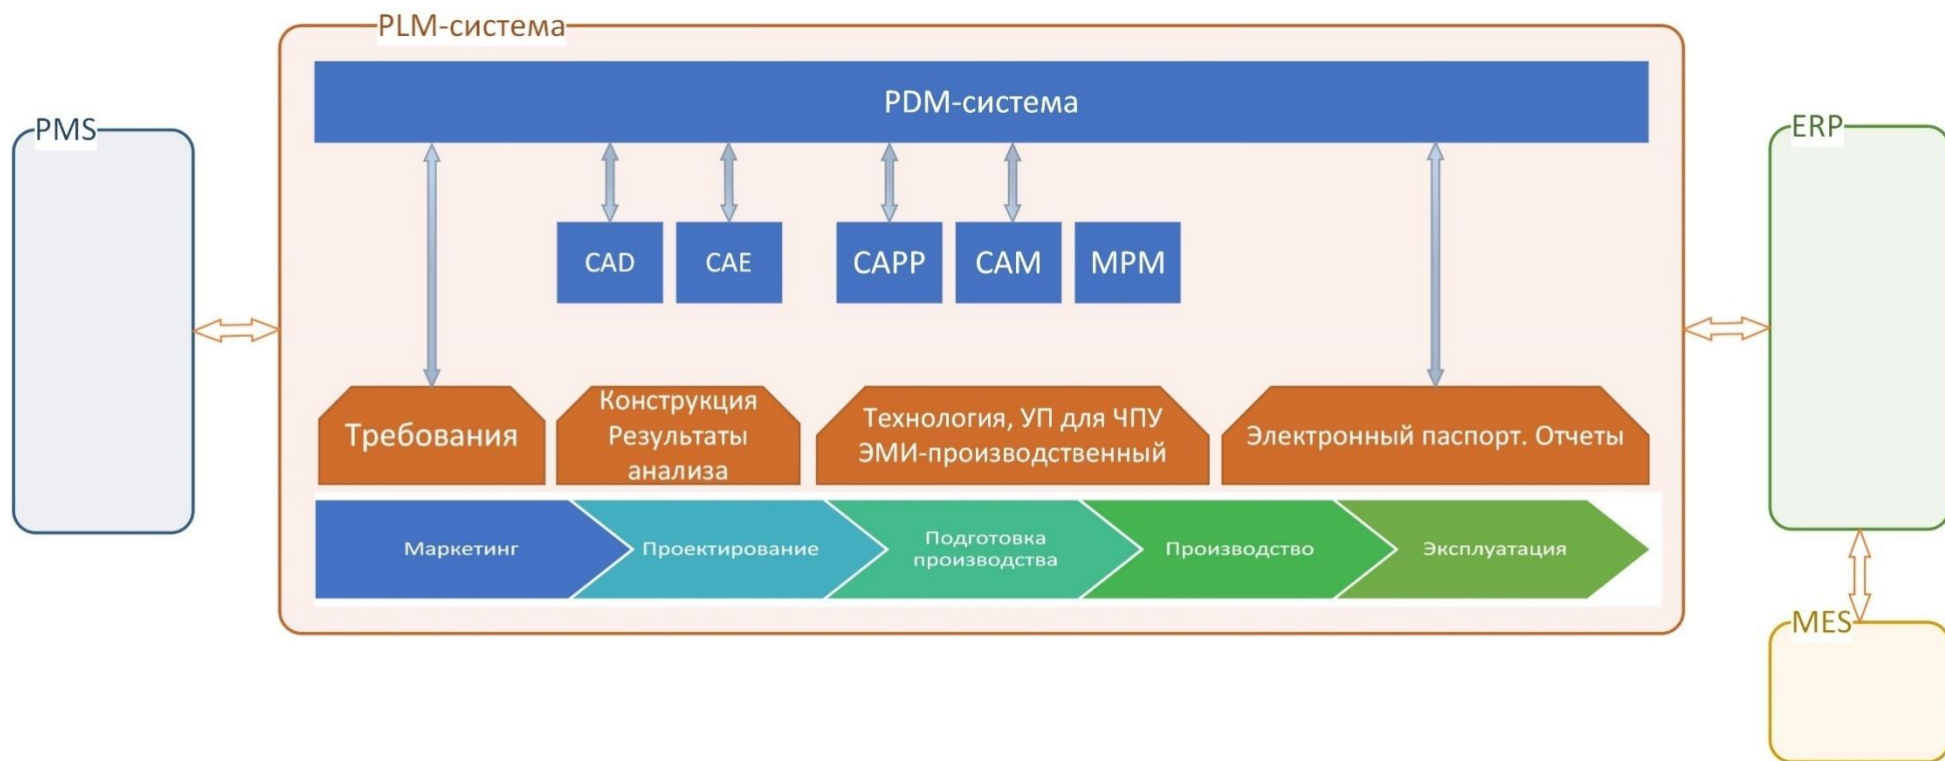 PLM-система
PDM-система
PMS
ERP
CAD
CAE
CAPP
CAM
MPM
Требования
Конструкция
Результаты
анализа
Технология, УП для ЧПУ
ЭМИ-производственный
Электронный паспорт. Отчеты
Маркетинг
Проектирование
Подготовка
производства
Производство
Эксплуатация
MES